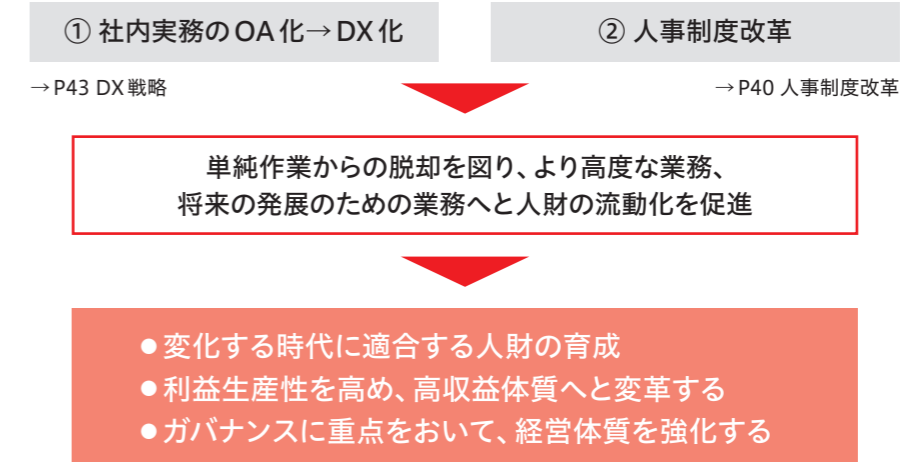 ① 社内実務のOA化→DX化
② 人事制度改革
→P43 DX戦略
→P40 人事制度改革
単純作業からの脱却を図り、より高度な業務、
将来の発展のための業務へと人財の流動化を促進
●変化する時代に適合する人財の育成
●利益生産性を高め、高収益体質へと変革する
●ガバナンスに重点をおいて、経営体質を強化する